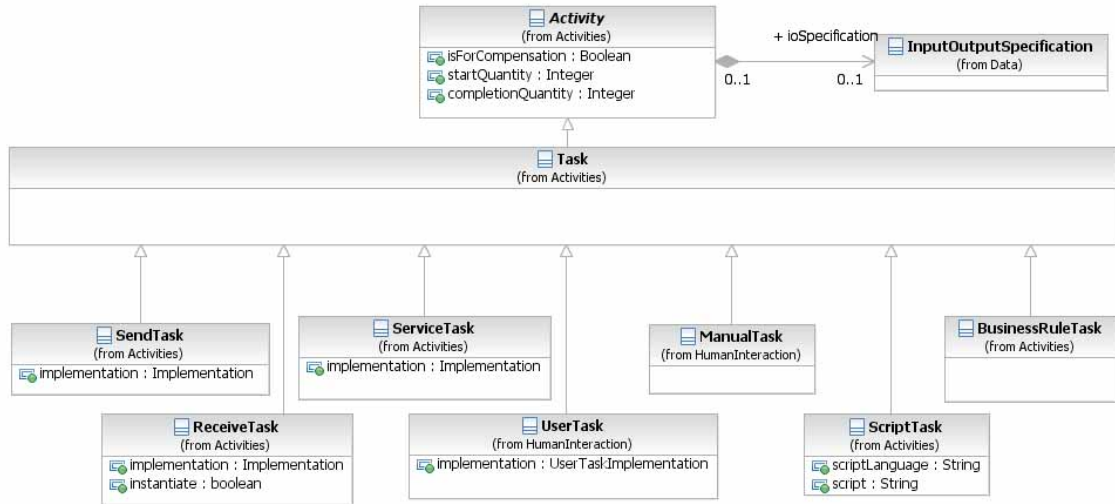 Activity
(from Activities)
isForCompensation : Boolean
startQuantity : Integer
completionQuantity : Integer
+ ioSpecification
0..1
0..1
InputOutputSpecification
(from Data)
Task
(from Activities)
SendTask
(from Activities)
implementation : Implementation
ServiceTask
(from Activities)
implementation : Implementation
ManualTask
(from HumanInteraction)
BusinessRuleTask
(from Activities)
ReceiveTask
(from Activities)
implementation : Implementation
instantiate : boolean
UserTask
(from HumanInteraction)
implementation : UserTaskImplementation
ScriptTask
(from Activities)
scriptLanguage : String
script : String